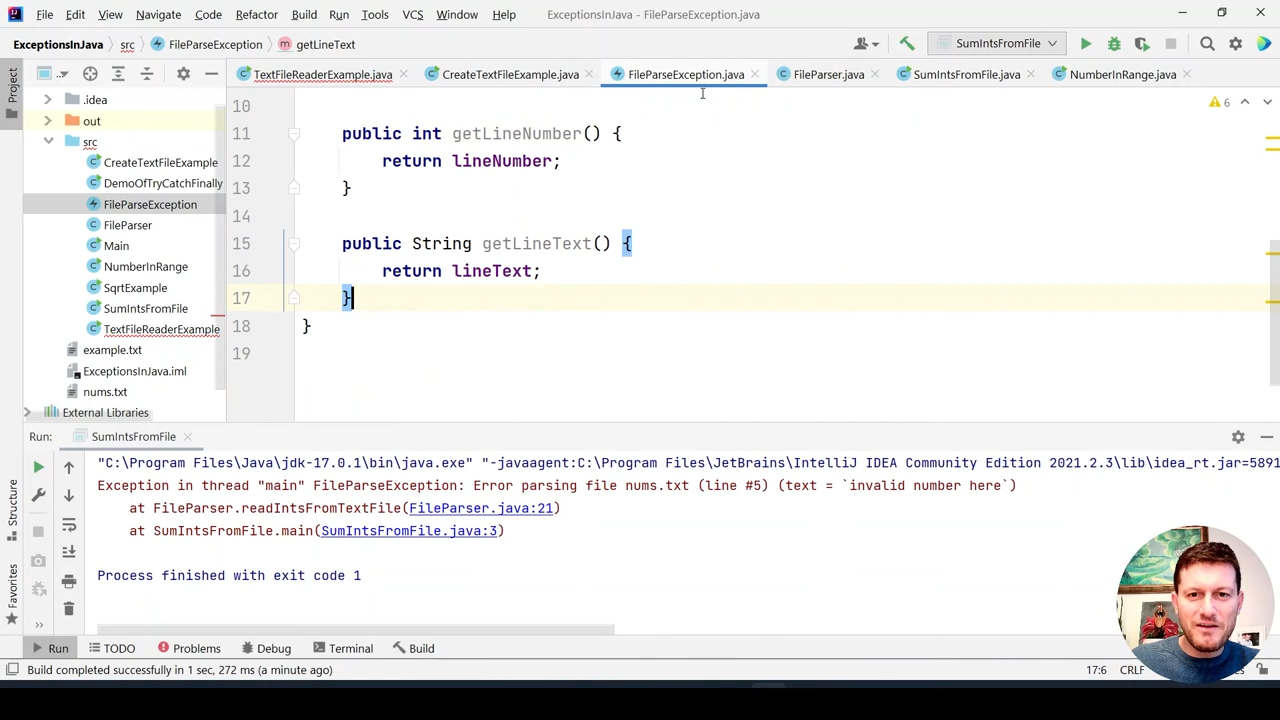 File Edit View Navigate Code Refactor Build Run Tools VCS Window Help ExceptionsInJava - FileParseException.java
ExceptionsInJava src FileParseException getLineText SumIntsFromFile
TextFileReaderExample.java CreateTextFileExample.java FileParseException.java FileParser.java SumIntsFromFile.java NumberInRange.java
Project
.idea
out
src
CreateTextFileExample
DemoOfTryCatchFinally
FileParseException
FileParser
Main
NumberInRange
SqrtExample
SumIntsFromFile
TextFileReaderExample
example.txt
ExceptionsInJava.iml
nums.txt
External Libraries
6
10
11 public int getLineNumber() {
12 return lineNumber;
13 }
14
15 public String getLineText() {
16 return lineText;
17 }
18 }
19
Run: SumIntsFromFile
"C:\Program Files\Java\jdk-17.0.1\bin\java.exe" "-javaagent:C:\Program Files\JetBrains\IntelliJ IDEA Community Edition 2021.2.3\lib\idea_rt.jar=5891
Exception in thread "main" FileParseException: Error parsing file nums.txt (line #5) (text = `invalid number here`)
at FileParser.readIntsFromTextFile(FileParser.java:21)
at SumIntsFromFile.main(SumIntsFromFile.java:3)
Process finished with exit code 1
Structure
Favorites
Run TODO Problems Debug Terminal Build
Build completed successfully in 1 sec, 272 ms (a minute ago) 17:6 CRLF